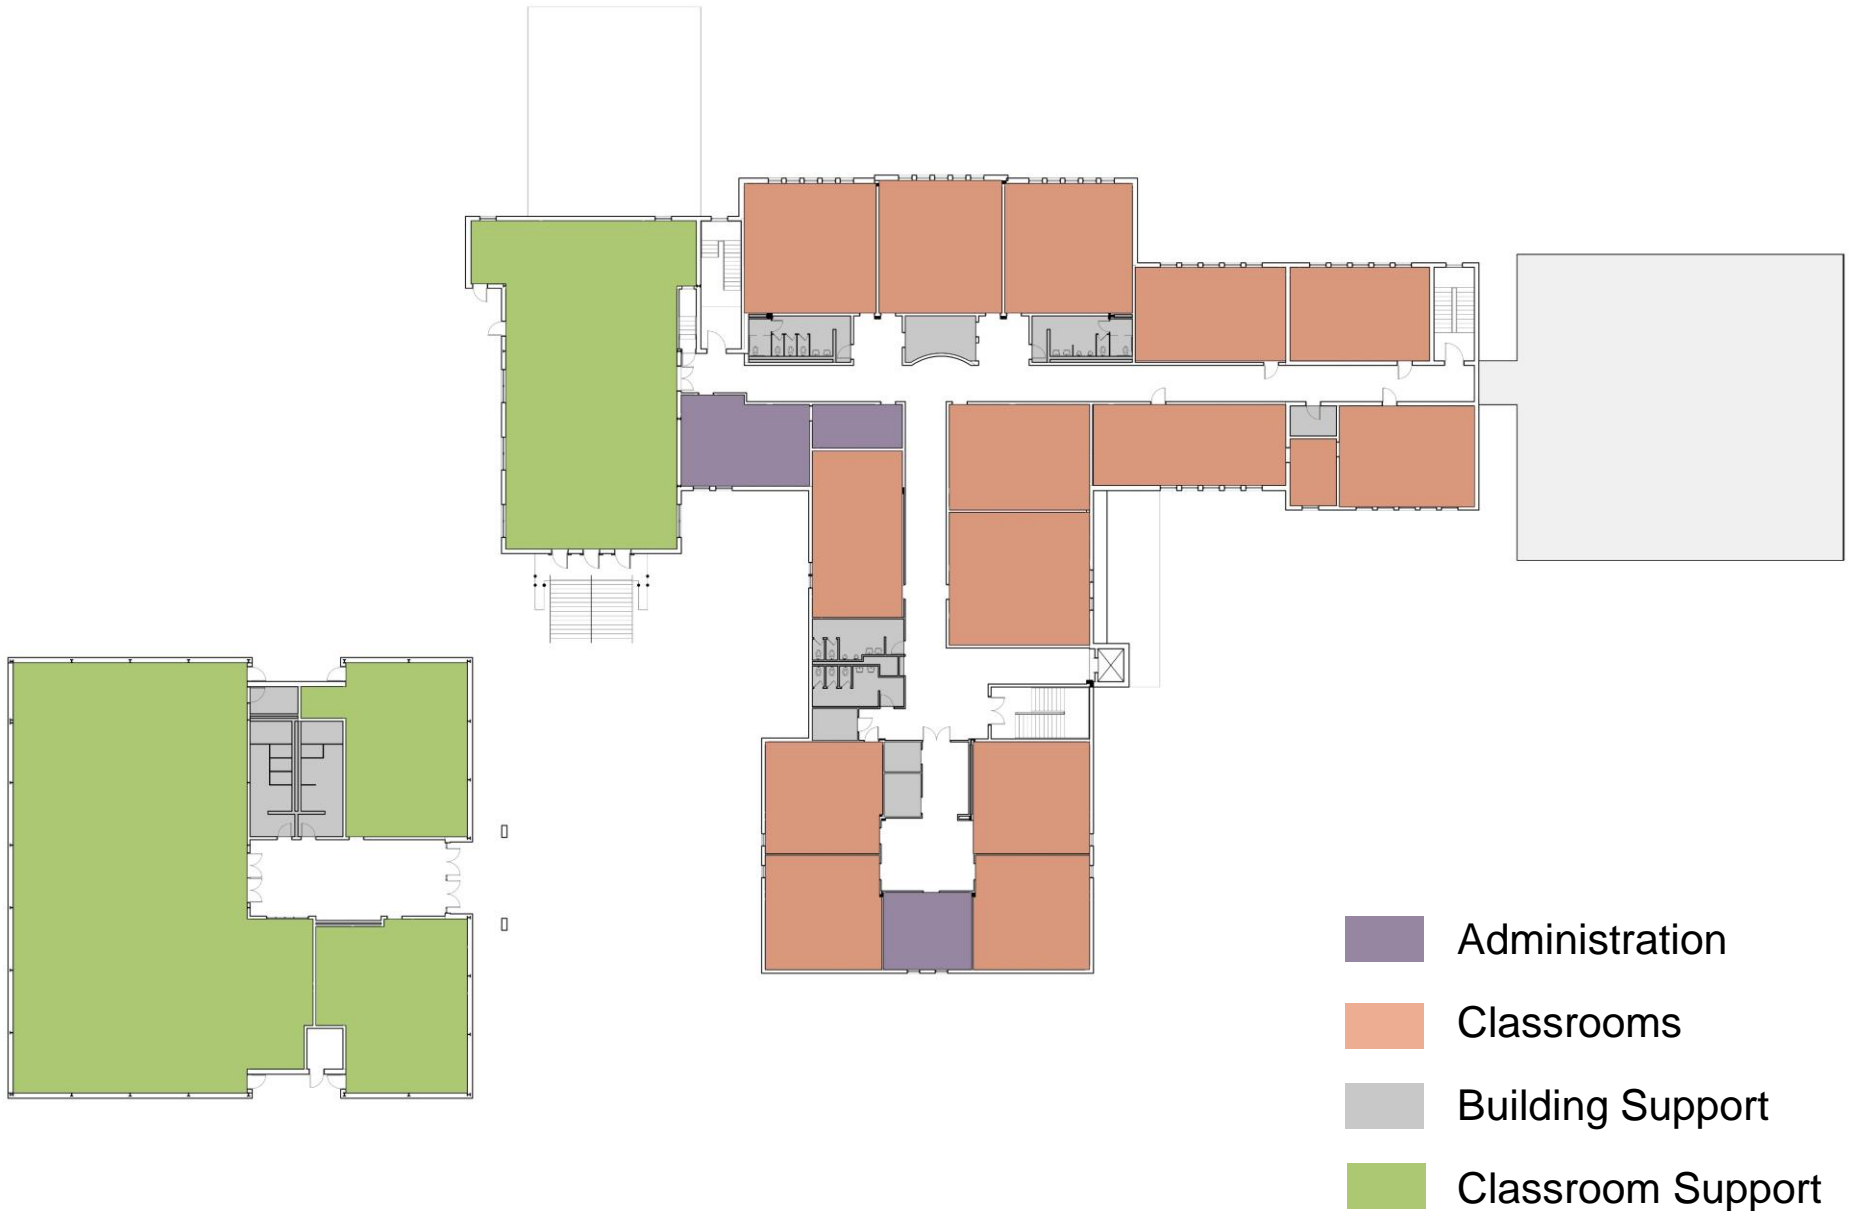 Administration
Classrooms
Building Support
Classroom Support